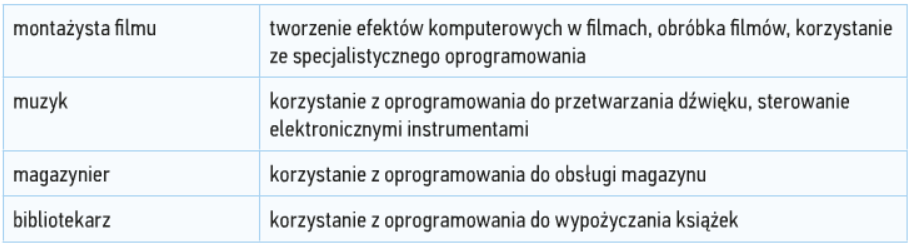 montażysta filmu
tworzenie efektów komputerowych w filmach, obróbka filmów, korzystanie
ze specjalistycznego oprogramowania
muzyk
korzystanie z oprogramowania do przetwarzania dźwięku, sterowanie
elektronicznymi instrumentami
magazynier
korzystanie z oprogramowania do obsługi magazynu
bibliotekarz
korzystanie z oprogramowania do wypożyczania książek